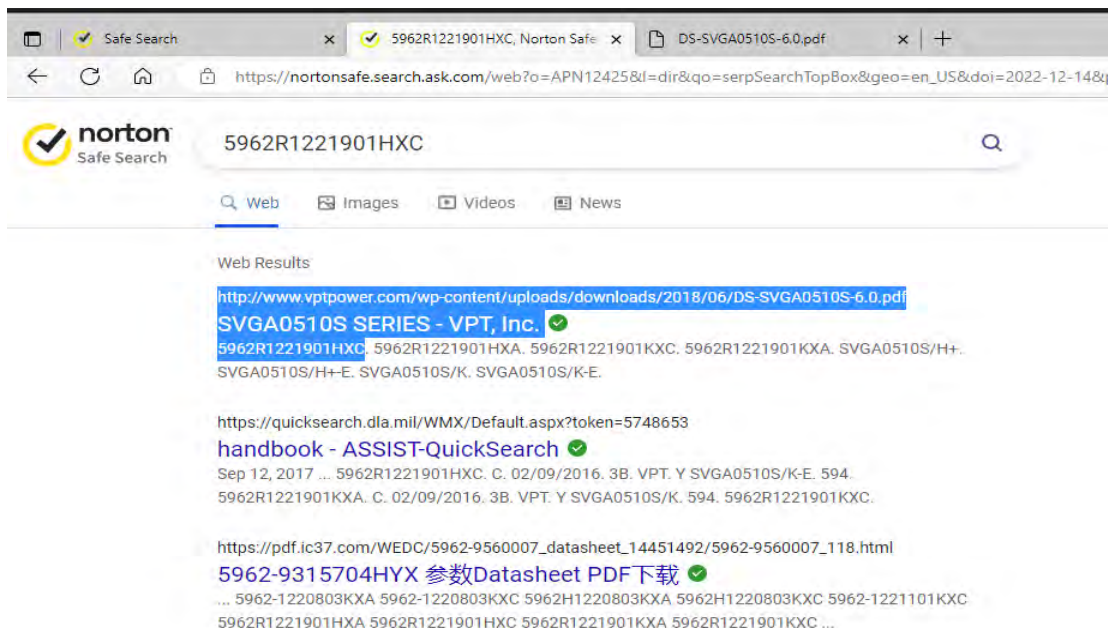 Safe Search
5962R1221901HXC, Norton Safe
DS-SVGA0510S-6.0.pdf
https://nortonsafe.search.ask.com/web?o=APN12425&l=dir&qo=serpSearchTopBox&geo=en_US&doi=2022-12-14&p
norton
Safe Search
5962R1221901HXC
Web Images Videos News
Web Results
http://www.vptpower.com/wp-content/uploads/downloads/2018/06/DS-SVGA0510S-6.0.pdf
SVGA0510S SERIES - VPT, Inc.
5962R1221901HXC. 5962R1221901HXA. 5962R1221901KXC. 5962R1221901KXA. SVGA0510S/H+.
SVGA0510S/H+-E. SVGA0510S/K. SVGA0510S/K-E.
https://quicksearch.dla.mil/WMX/Default.aspx?token=5748653
handbook - ASSIST-QuickSearch
Sep 12, 2017 ... 5962R1221901HXC. C. 02/09/2016. 3B. VPT. Y SVGA0510S/K-E. 594.
5962R1221901KXA. C. 02/09/2016. 3B. VPT. Y SVGA0510S/K. 594. 5962R1221901KXC.
https://pdf.ic37.com/WEDC/5962-9560007_datasheet_14451492/5962-9560007_118.html
5962-9315704HYX 参数Datasheet PDF下载
... 5962-1220803KXA 5962-1220803KXC 5962H1220803KXA 5962H1220803KXC 5962-1221101KXC
5962R1221901HXA 5962R1221901HXC 5962R1221901KXA 5962R1221901KXC ...